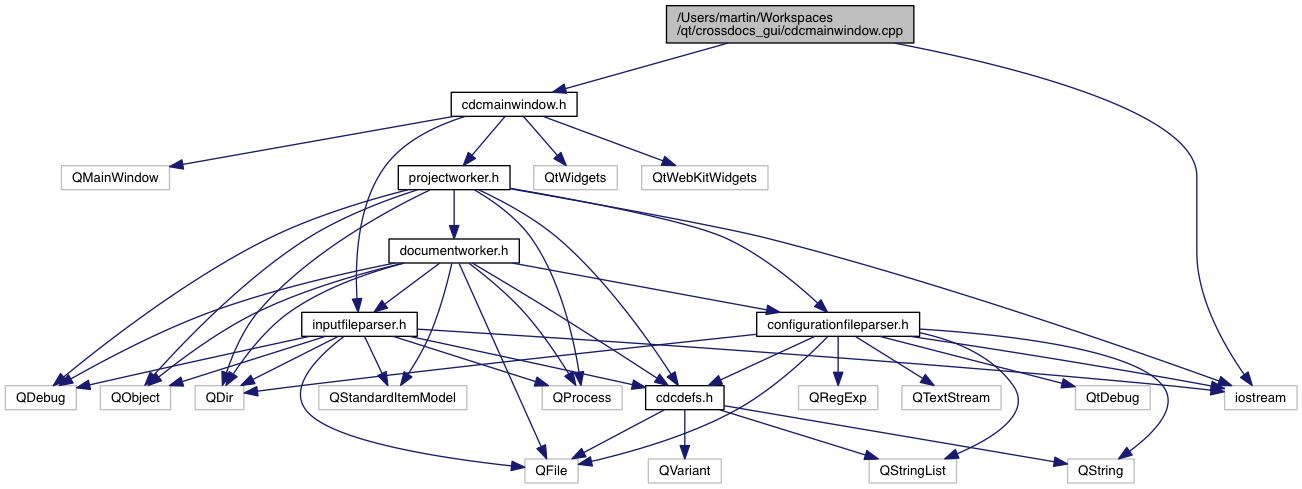 /Users/martin/Workspaces
/qt/crossdocs_gui/cdcmainwindow.cpp
cdcmainwindow.h
QMainWindow
projectworker.h
QtWidgets
QtWebKitWidgets
documentworker.h
inputfileparser.h
configurationfileparser.h
QDebug
QObject
QDir
QStandardItemModel
QProcess
cdcdefs.h
QRegExp
QTextStream
QtDebug
iostream
QFile
QVariant
QStringList
QString